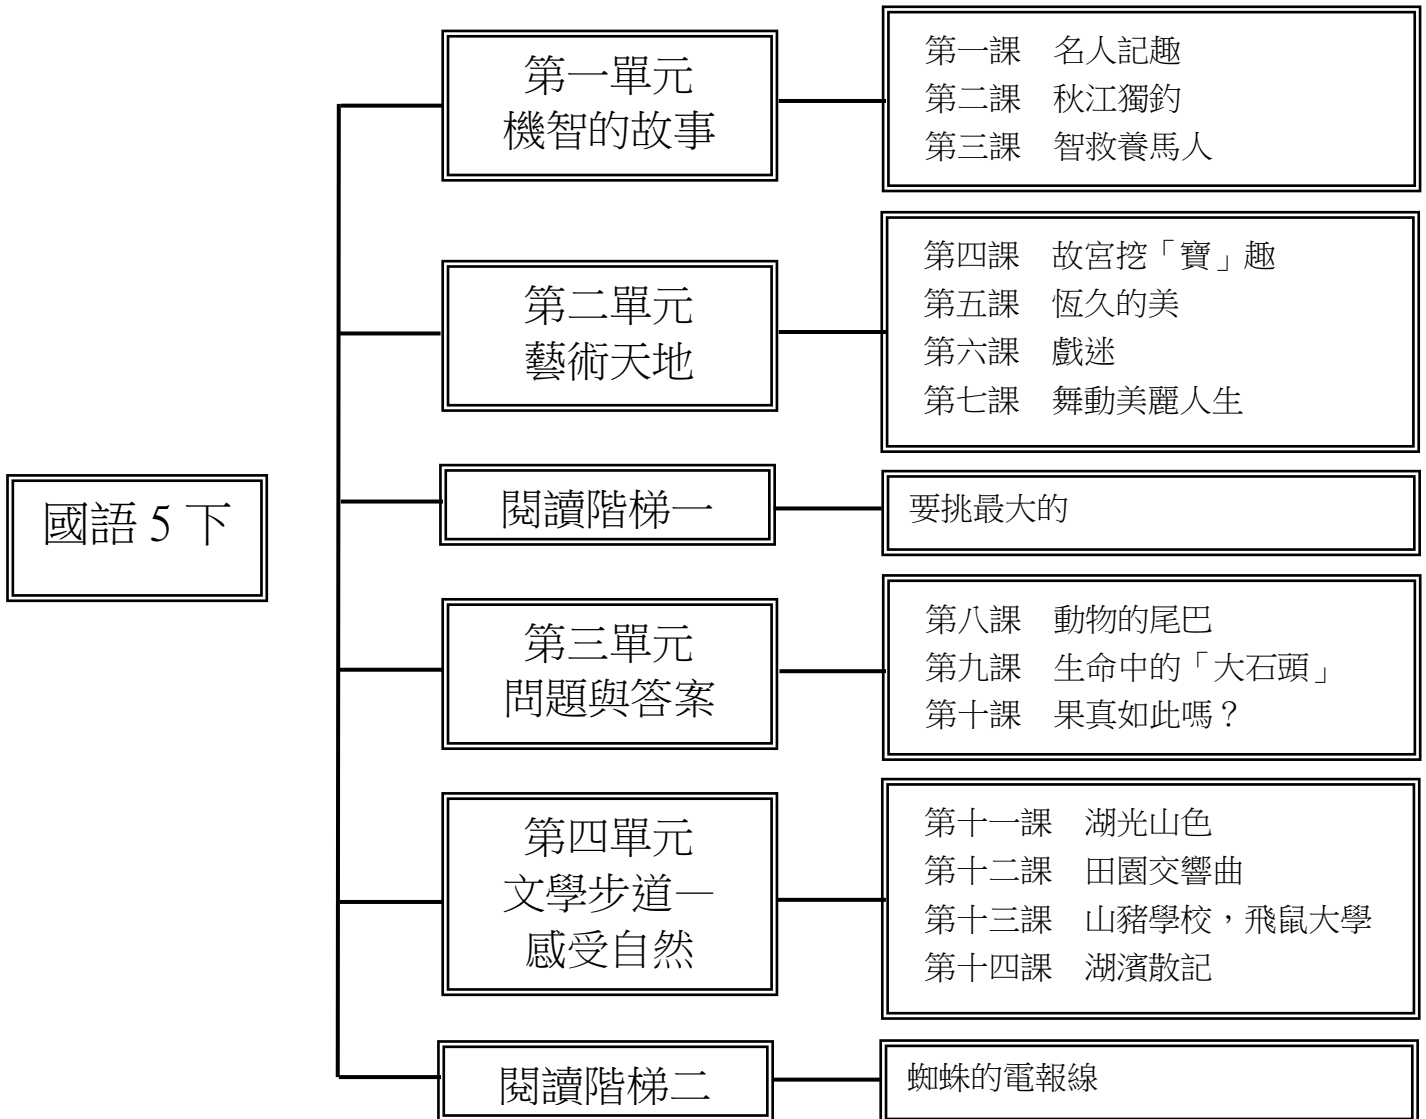 國語 5 下
第一單元
機智的故事
第一課　名人記趣
第二課　秋江獨釣
第三課　智救養馬人
第二單元
藝術天地
第四課　故宮挖「寶」趣
第五課　恆久的美
第六課　戲迷
第七課　舞動美麗人生
閱讀階梯一
要挑最大的
第三單元
問題與答案
第八課　動物的尾巴
第九課　生命中的「大石頭」
第十課　果真如此嗎？
第四單元
文學步道—
感受自然
第十一課　湖光山色
第十二課　田園交響曲
第十三課　山豬學校，飛鼠大學
第十四課　湖濱散記
閱讀階梯二
蜘蛛的電報線